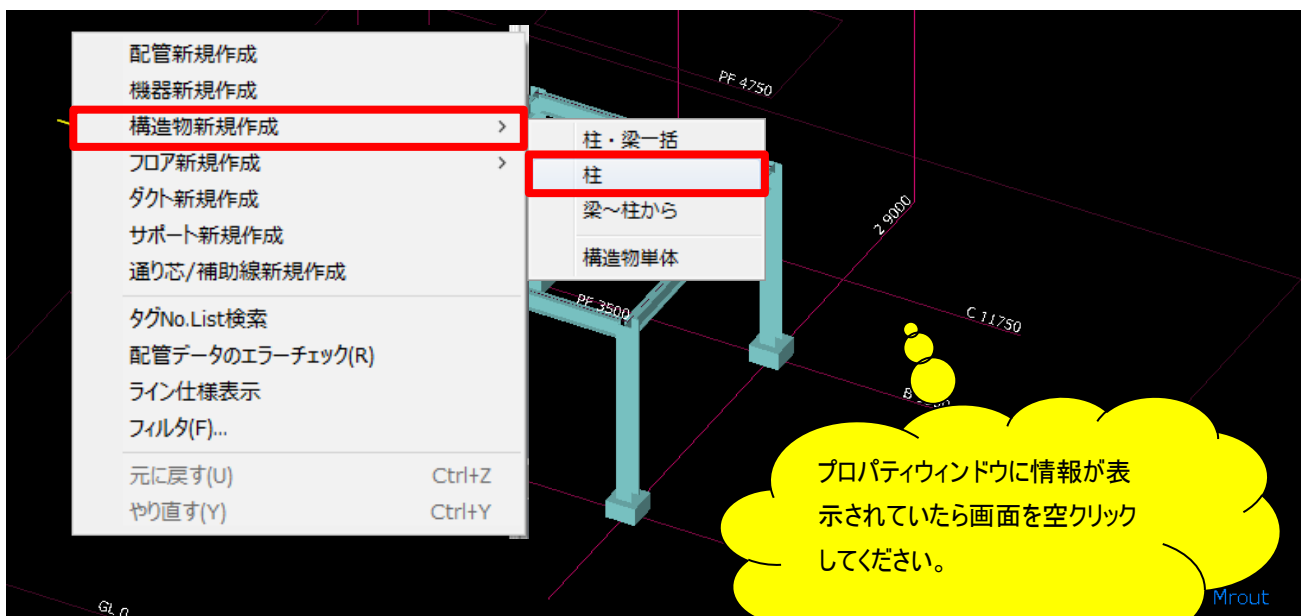 配管新規作成
機器新規作成
構造物新規作成 >
フロア新規作成 >
ダクト新規作成
サポート新規作成
通り芯/補助線新規作成
タグNo.List検索
配管データのエラーチェック(R)
ライン仕様表示
フィルタ(F)...
元に戻す(U) Ctrl+Z
やり直す(Y) Ctrl+Y
柱・梁一括
柱
梁～柱から
構造物単体
PF 4750
2 9000
PF 3500
C 11750
B
プロパティウィンドウに情報が表
示されていたら画面を空クリック
してください。
GL 0
Mrout